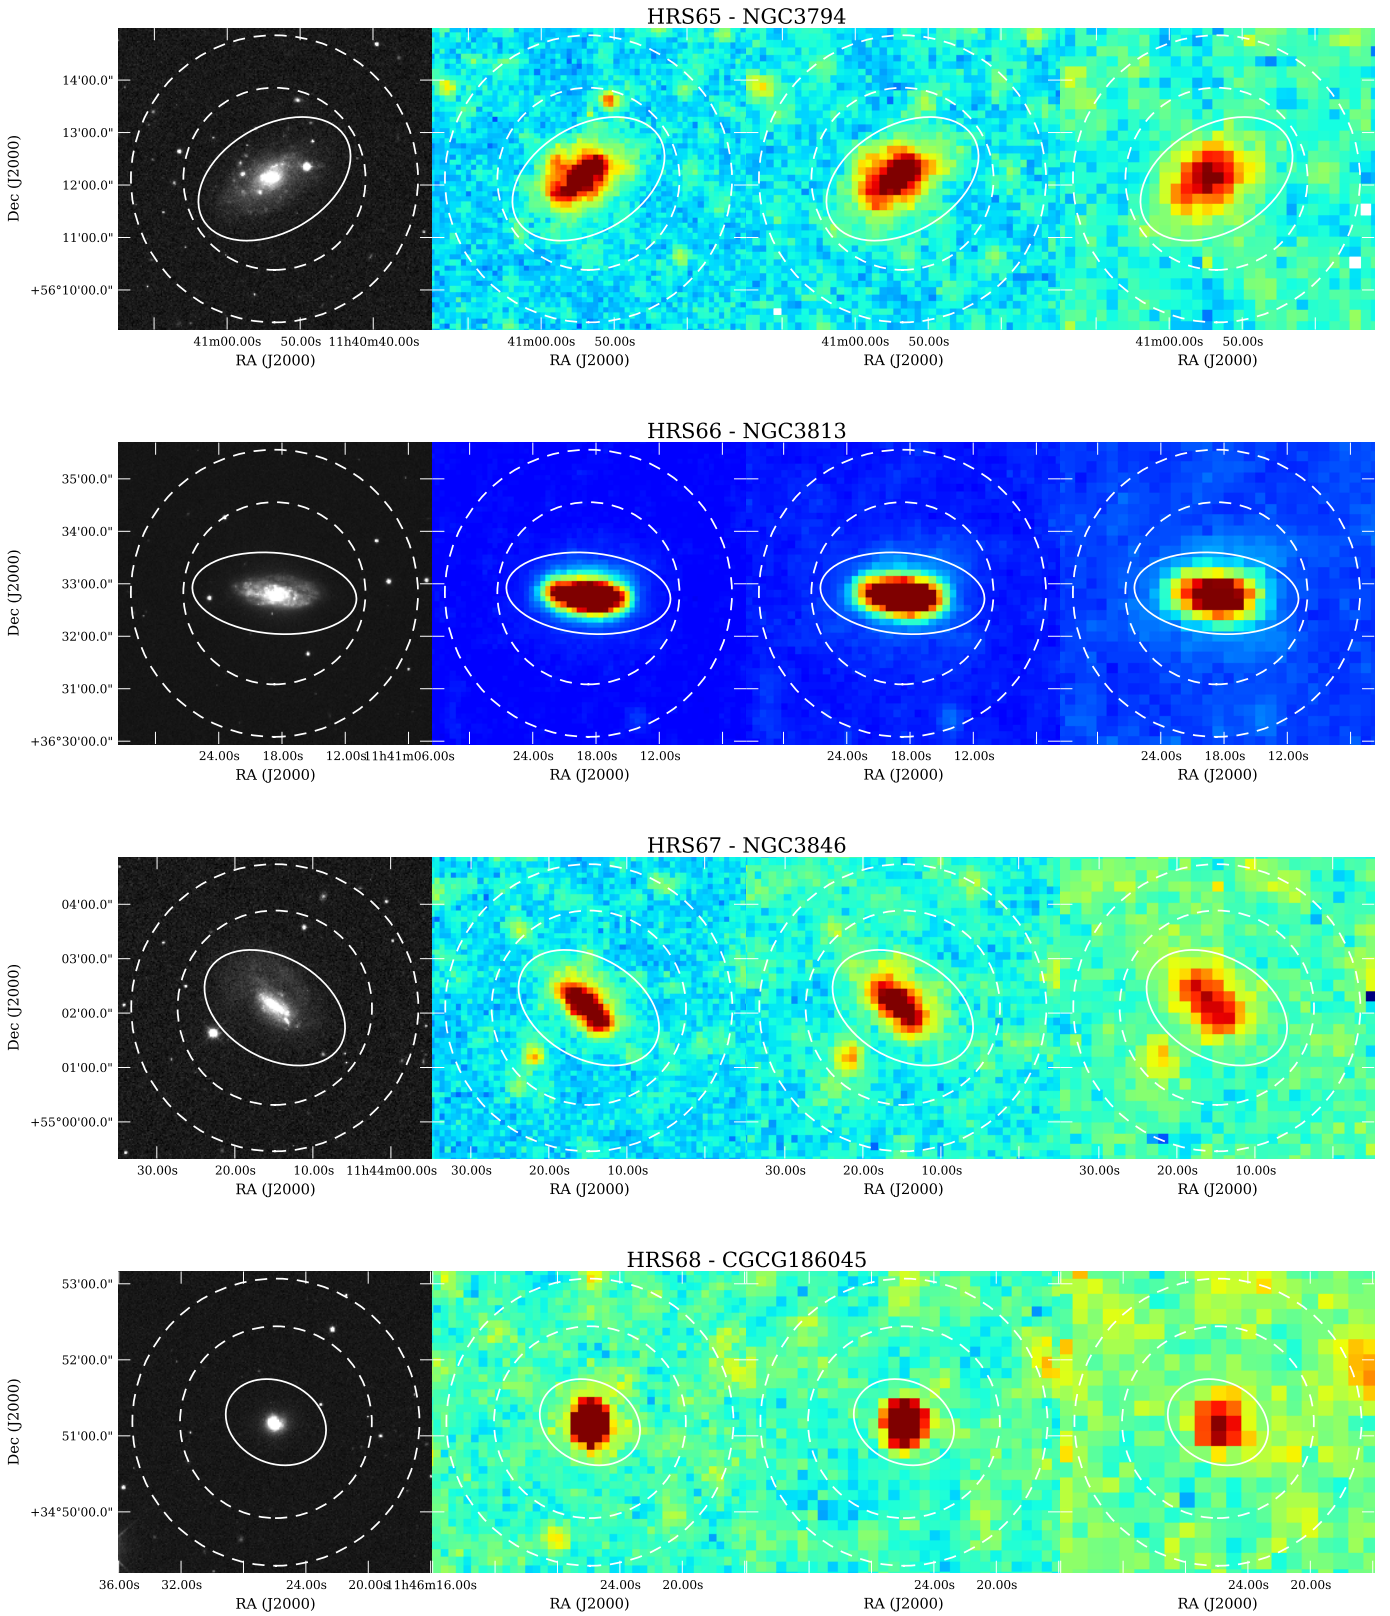 HRS65 - NGC3794
Dec (J2000)
14'00.0"
13'00.0"
12'00.0"
11'00.0"
+56°10'00.0"
41m00.00s 50.00s 11h40m40.00s 41m00.00s 50.00s 41m00.00s 50.00s 41m00.00s 50.00s
RA (J2000) RA (J2000) RA (J2000) RA (J2000)
HRS66 - NGC3813
Dec (J2000)
35'00.0"
34'00.0"
33'00.0"
32'00.0"
31'00.0"
+36°30'00.0"
24.00s 18.00s 12.00s 11h41m06.00s 24.00s 18.00s 12.00s 24.00s 18.00s 12.00s 24.00s 18.00s 12.00s
RA (J2000) RA (J2000) RA (J2000) RA (J2000)
HRS67 - NGC3846
Dec (J2000)
04'00.0"
03'00.0"
02'00.0"
01'00.0"
+55°00'00.0"
30.00s 20.00s 10.00s 11h44m00.00s 30.00s 20.00s 10.00s 30.00s 20.00s 10.00s 30.00s 20.00s 10.00s
RA (J2000) RA (J2000) RA (J2000) RA (J2000)
HRS68 - CGCG186045
Dec (J2000)
53'00.0"
52'00.0"
51'00.0"
+34°50'00.0"
36.00s 32.00s 24.00s 20.00s 11h46m16.00s 24.00s 20.00s 24.00s 20.00s 24.00s 20.00s
RA (J2000) RA (J2000) RA (J2000) RA (J2000)